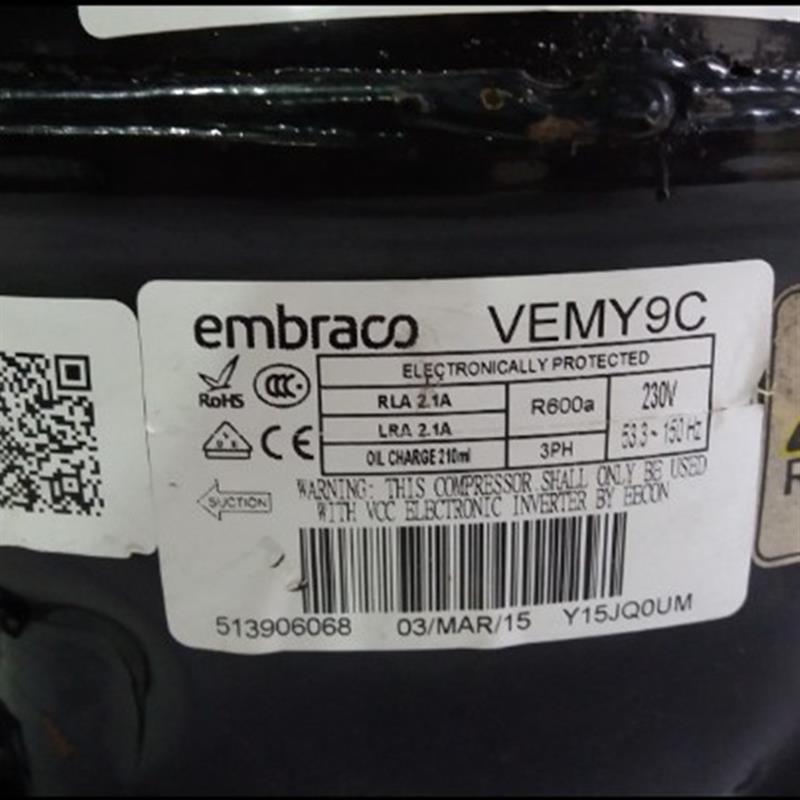 embraco VEMY9C
ELECTRONICALLY PROTECTED
RoHS
CCC
RLA 2.1A
R600a
230V
LRA 2.1A
53.3~150Hz
CE
OIL CHARGE 210ml
3PH
SUCTION
WARNING: THIS COMPRESSOR SHALL ONLY BE USED
WITH VCC ELECTRONIC INVERTER BY EECON
513906068 03/MAR/15 Y15JQ0UM
R